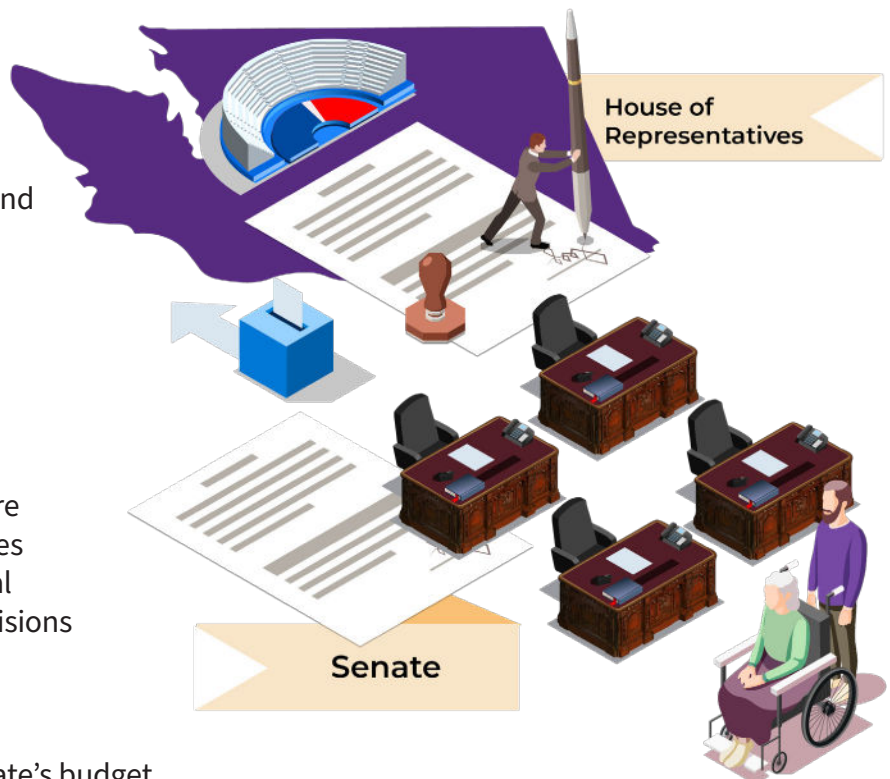 House of
Representatives
nd
re
es
al
isions
Senate
ate's budget